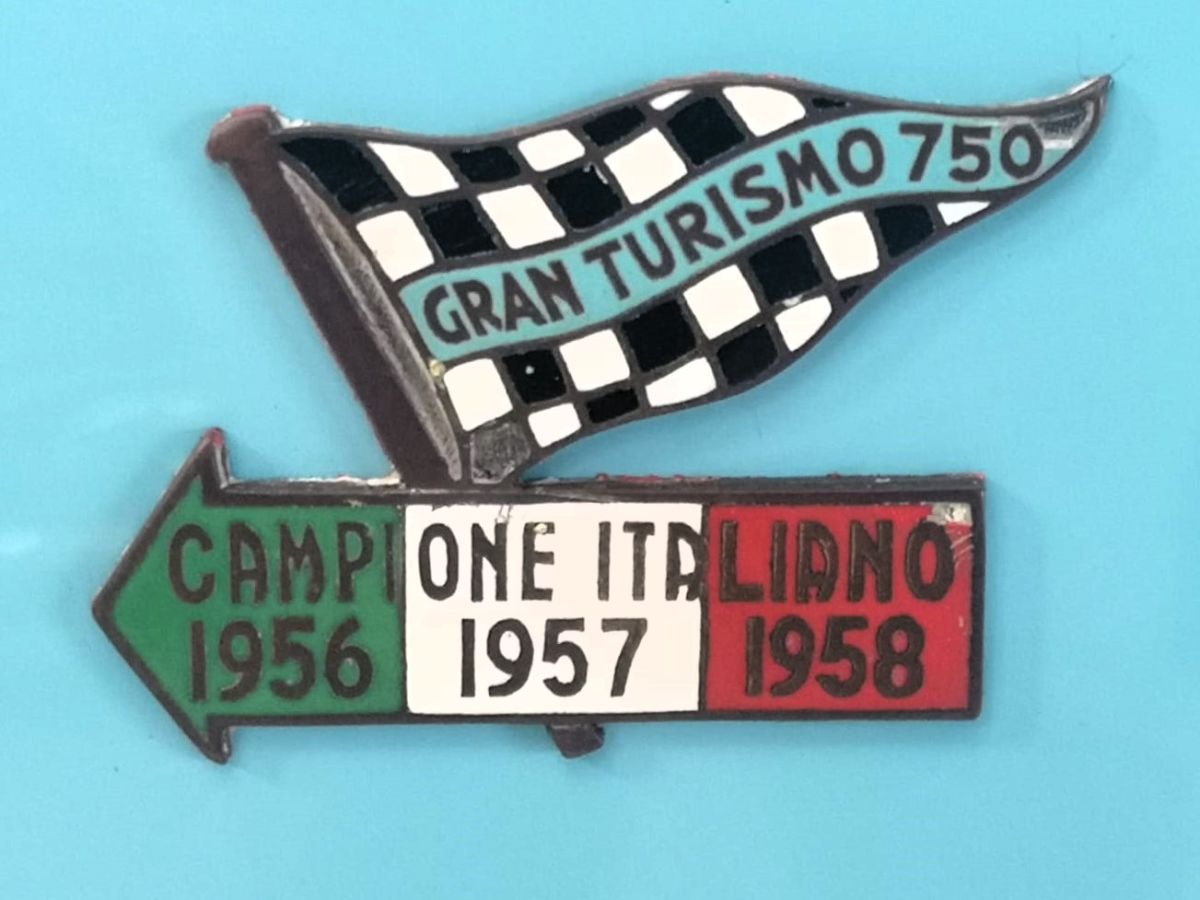 GRAN TURISMO 750
CAMPIONE ITALIANO
1956 1957 1958